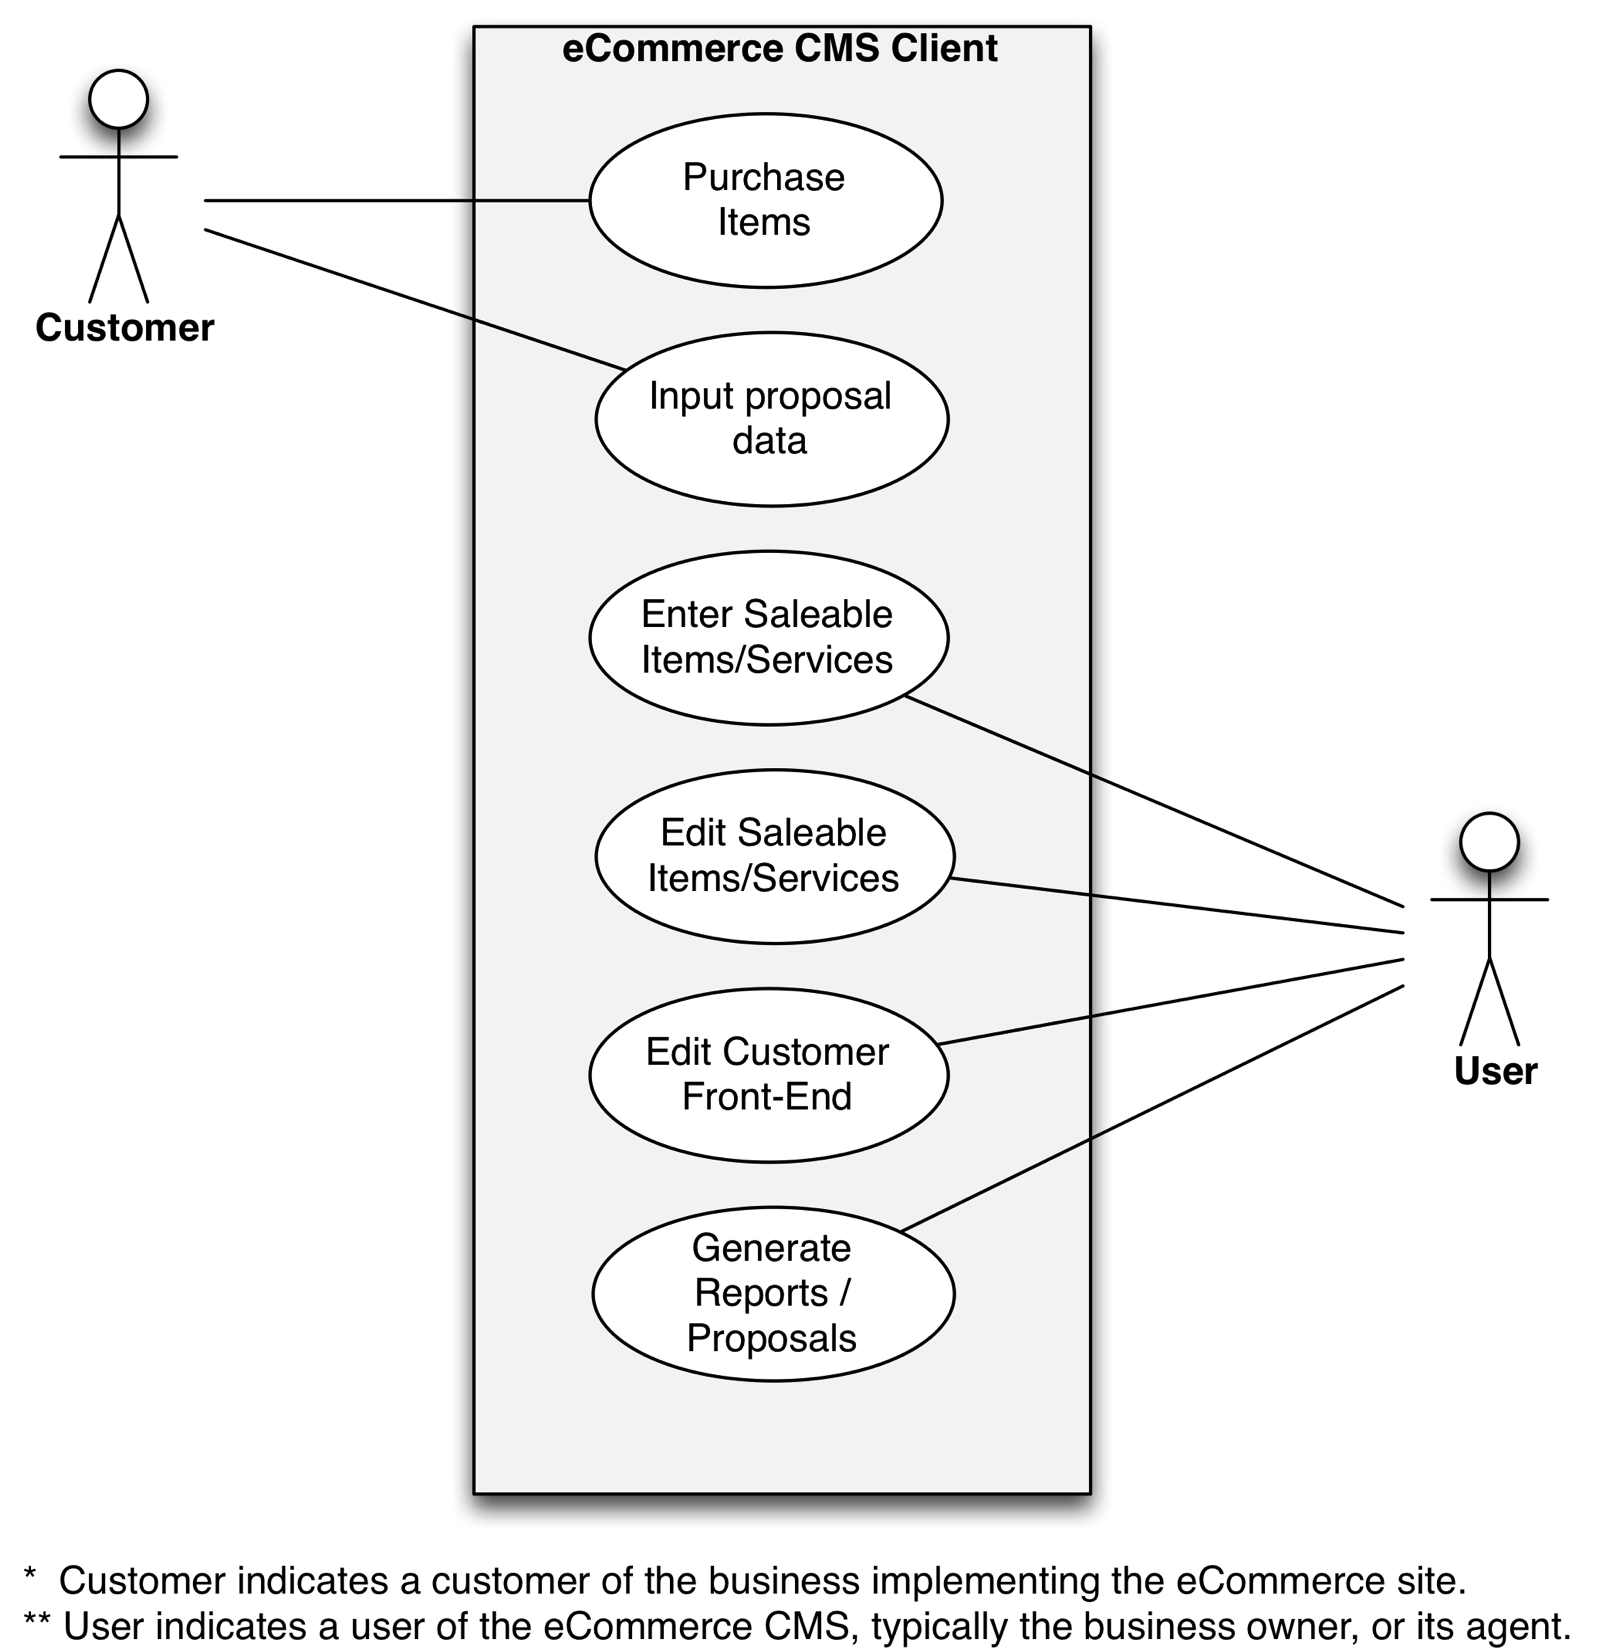 eCommerce CMS Client
Customer
Purchase
Items
Input proposal
data
Enter Saleable
Items/Services
Edit Saleable
Items/Services
Edit Customer
Front-End
User
Generate
Reports /
Proposals
* Customer indicates a customer of the business implementing the eCommerce site.
** User indicates a user of the eCommerce CMS, typically the business owner, or its agent.